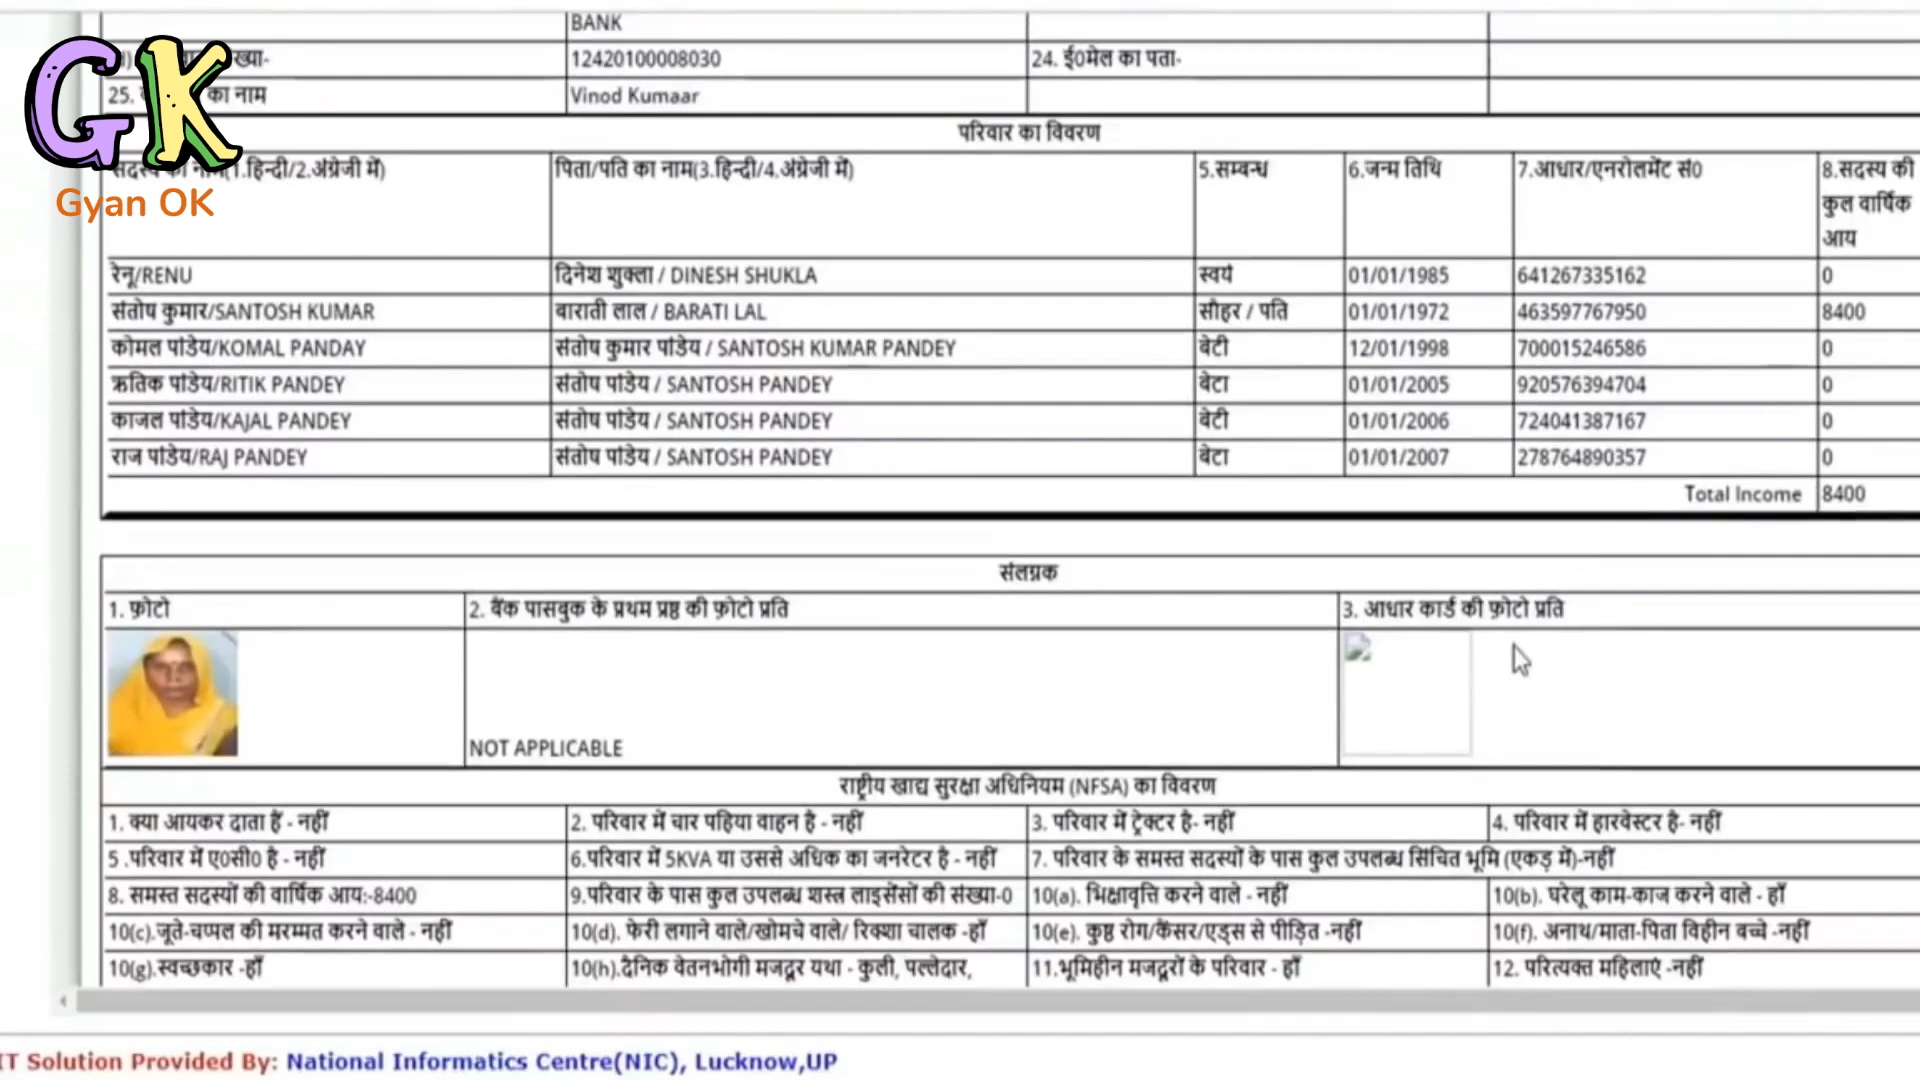 BANK
ख्या-
12420100008030
24. ई0मेल का पता-
25.
का नाम
Vinod Kumaar
GK
Gyan OK
परिवार का विवरण
सदस्य का नाम(1.हिन्दी/2.अंग्रेजी में)
पिता/पति का नाम(3.हिन्दी/4.अंग्रेजी में)
5.सम्वन्ध
6.जन्म तिथि
7.आधार/एनरोलमेंट सं0
8.सदस्य की
कुल वार्षिक
आय
रेनू/RENU दिनेश शुक्ला / DINESH SHUKLA स्वयं 01/01/1985 641267335162 0
संतोष कुमार/SANTOSH KUMAR बाराती लाल / BARATI LAL सौहर / पति 01/01/1972 463597767950 8400
कोमल पांडेय/KOMAL PANDAY संतोष कुमार पांडेय / SANTOSH KUMAR PANDEY बेटी 12/01/1998 700015246586 0
ऋतिक पांडेय/RITIK PANDEY संतोष पांडेय / SANTOSH PANDEY बेटा 01/01/2005 920576394704 0
काजल पांडेय/KAJAL PANDEY संतोष पांडेय / SANTOSH PANDEY बेटी 01/01/2006 724041387167 0
राज पांडेय/RAJ PANDEY संतोष पांडेय / SANTOSH PANDEY बेटा 01/01/2007 278764890357 0
Total Income 8400
संलग्नक
1. फ़ोटो
2. बैंक पासबुक के प्रथम प्रष्ठ की फ़ोटो प्रति
3. आधार कार्ड की फ़ोटो प्रति
NOT APPLICABLE
राष्ट्रीय खाद्य सुरक्षा अधिनियम (NFSA) का विवरण
1. क्या आयकर दाता हैं - नहीं
2. परिवार में चार पहिया वाहन है - नहीं
3. परिवार में ट्रेक्टर है- नहीं
4. परिवार में हारवेस्टर है- नहीं
5 .परिवार में ए0सी0 है - नहीं
6.परिवार में 5KVA या उससे अधिक का जनरेटर है - नहीं
7. परिवार के समस्त सदस्यों के पास कुल उपलब्ध सिंचित भूमि (एकड़ में)-नहीं
8. समस्त सदस्यों की वार्षिक आय:-8400
9.परिवार के पास कुल उपलब्ध शस्त्र लाइसेंसों की संख्या-0
10(a). भिक्षावृत्ति करने वाले - नहीं
10(b). घरेलू काम-काज करने वाले - हाँ
10(c).जूते-चप्पल की मरम्मत करने वाले - नहीं
10(d). फेरी लगाने वाले/खोमचे वाले/ रिक्शा चालक -हाँ
10(e). कुष्ठ रोग/कैंसर/एड्स से पीड़ित -नहीं
10(f). अनाथ/माता-पिता विहीन बच्चे -नहीं
10(g).स्वच्छकार -हाँ
10(h).दैनिक वेतनभोगी मजदूर यथा - कुली, पल्लेदार,
11.भूमिहीन मजदूरों के परिवार - हाँ
12. परित्यक्त महिलाएं -नहीं
IT Solution Provided By: National Informatics Centre(NIC), Lucknow,UP